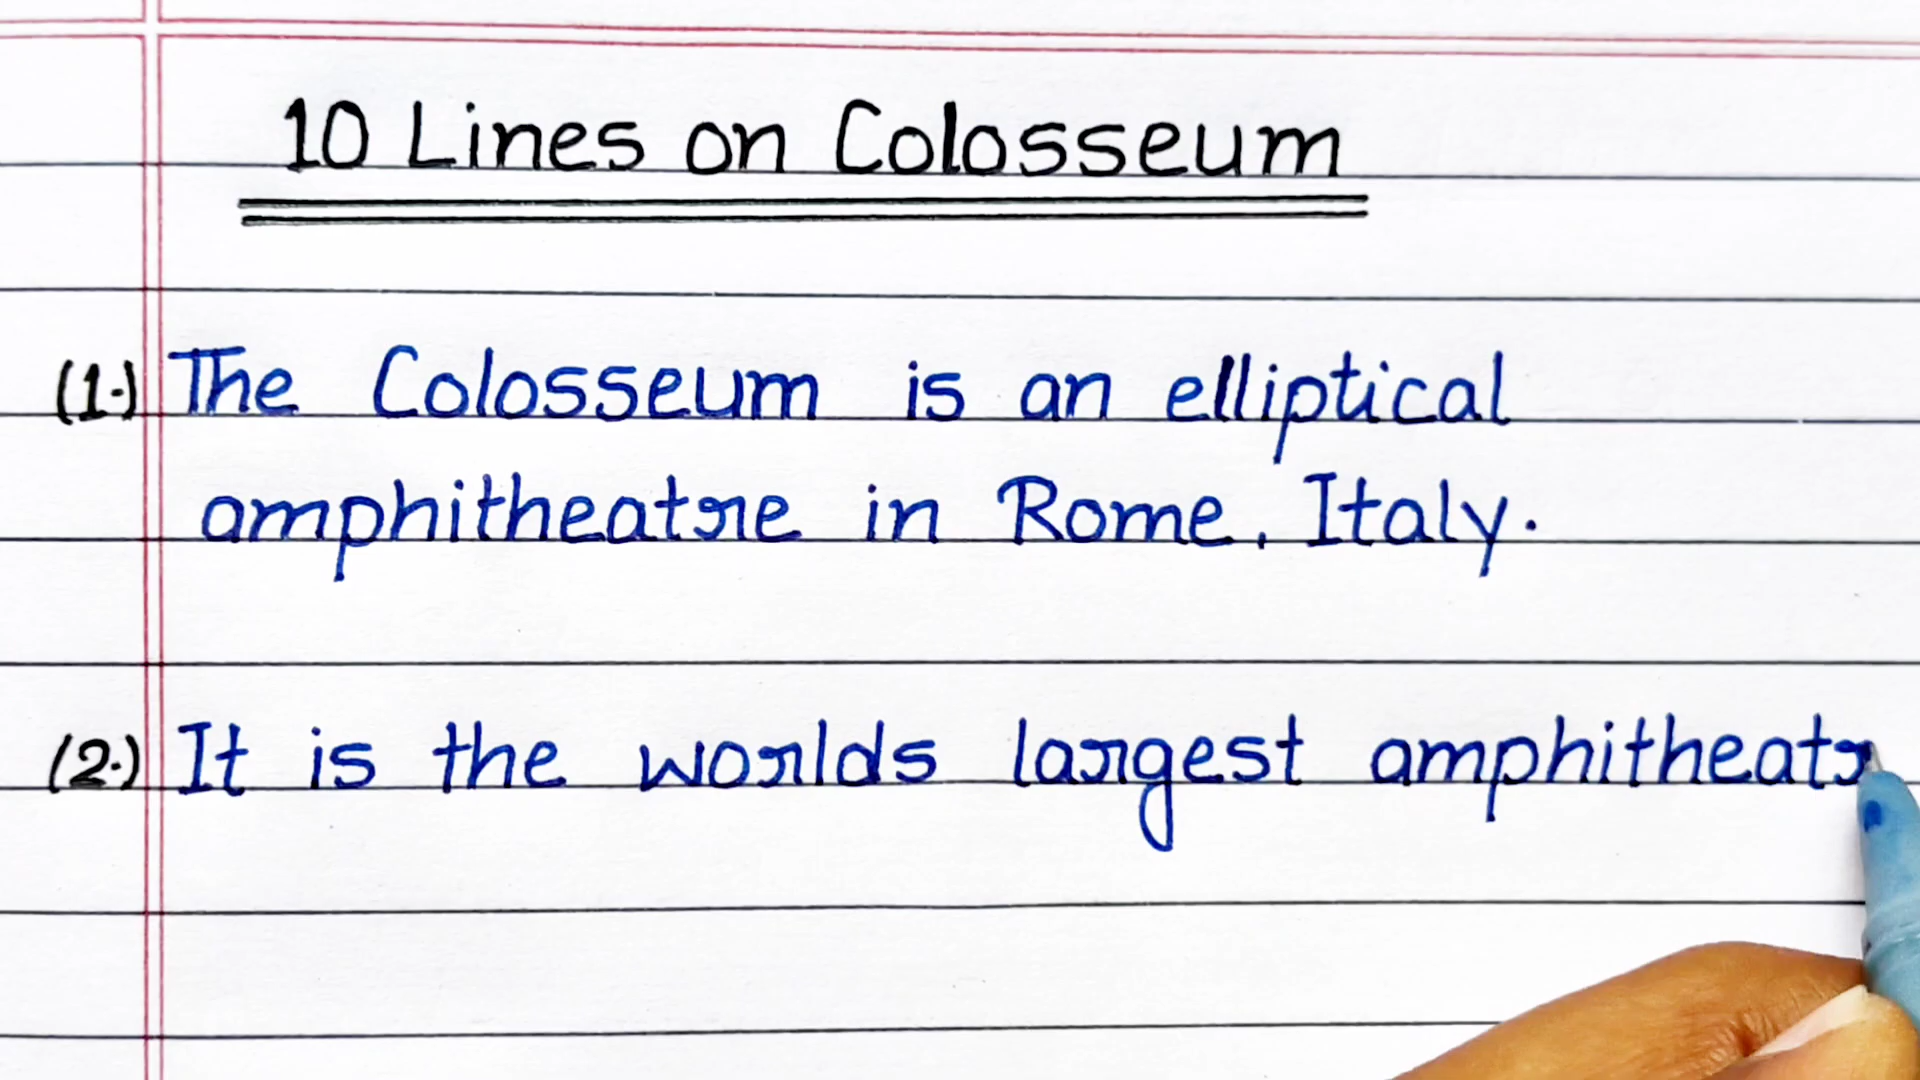 10 Lines on Colosseum
(1.) The Colosseum is an elliptical
amphitheatre in Rome, Italy.
(2.) It is the worlds largest amphitheatr